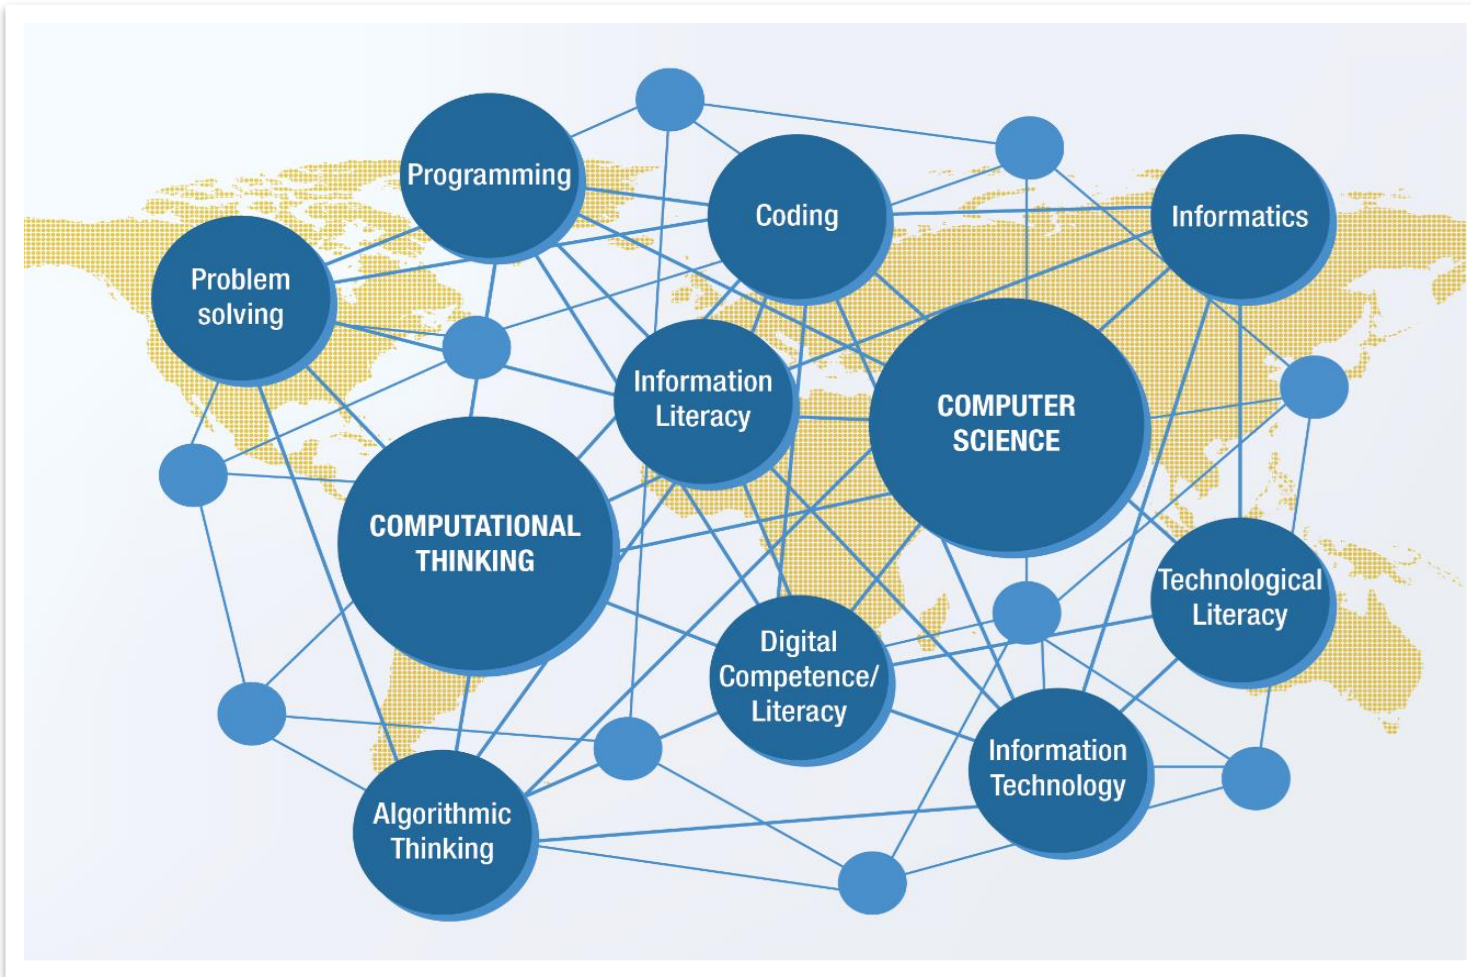 Programming
Coding
Informatics
Problem
solving
Information
Literacy
COMPUTER
SCIENCE
COMPUTATIONAL
THINKING
Technological
Literacy
Digital
Competence/
Literacy
Information
Technology
Algorithmic
Thinking